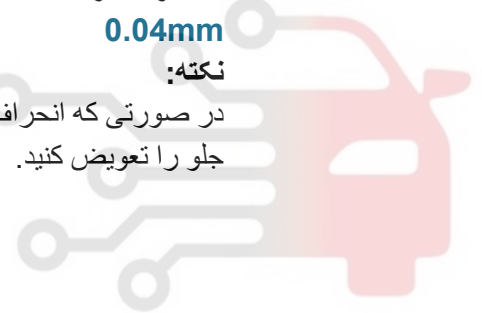 0.04mm
نکته:
در صورتی که انحراف
جلو را تعویض کنید.